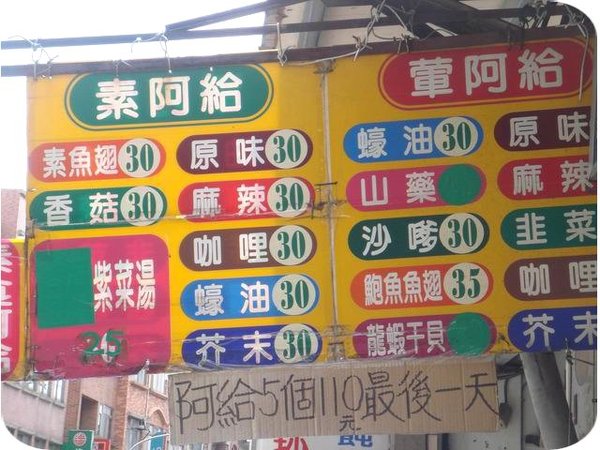 素阿給
素魚翅30
原味30
香菇30
麻辣30
紫菜湯
25
咖哩30
蠔油30
芥末30
葷阿給
蠔油30
原味
山藥
麻辣
沙嗲30
韭菜
鮑魚魚翅35
咖哩
龍蝦干貝
芥末
阿給5個110元最後一天